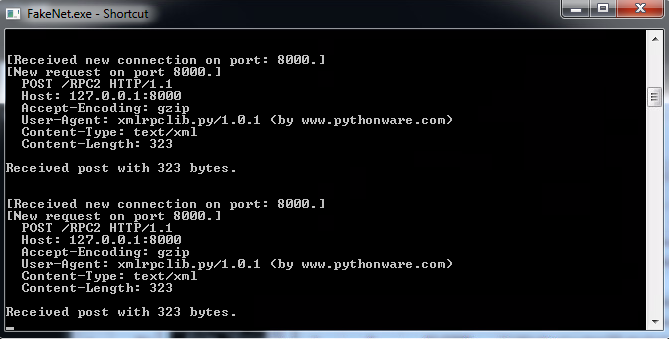 FakeNet.exe - Shortcut
[Received new connection on port: 8000.]
[New request on port 8000.]
POST /RPC2 HTTP/1.1
Host: 127.0.0.1:8000
Accept-Encoding: gzip
User-Agent: xmlrpclib.py/1.0.1 (by www.pythonware.com)
Content-Type: text/xml
Content-Length: 323
Received post with 323 bytes.
[Received new connection on port: 8000.]
[New request on port 8000.]
POST /RPC2 HTTP/1.1
Host: 127.0.0.1:8000
Accept-Encoding: gzip
User-Agent: xmlrpclib.py/1.0.1 (by www.pythonware.com)
Content-Type: text/xml
Content-Length: 323
Received post with 323 bytes.